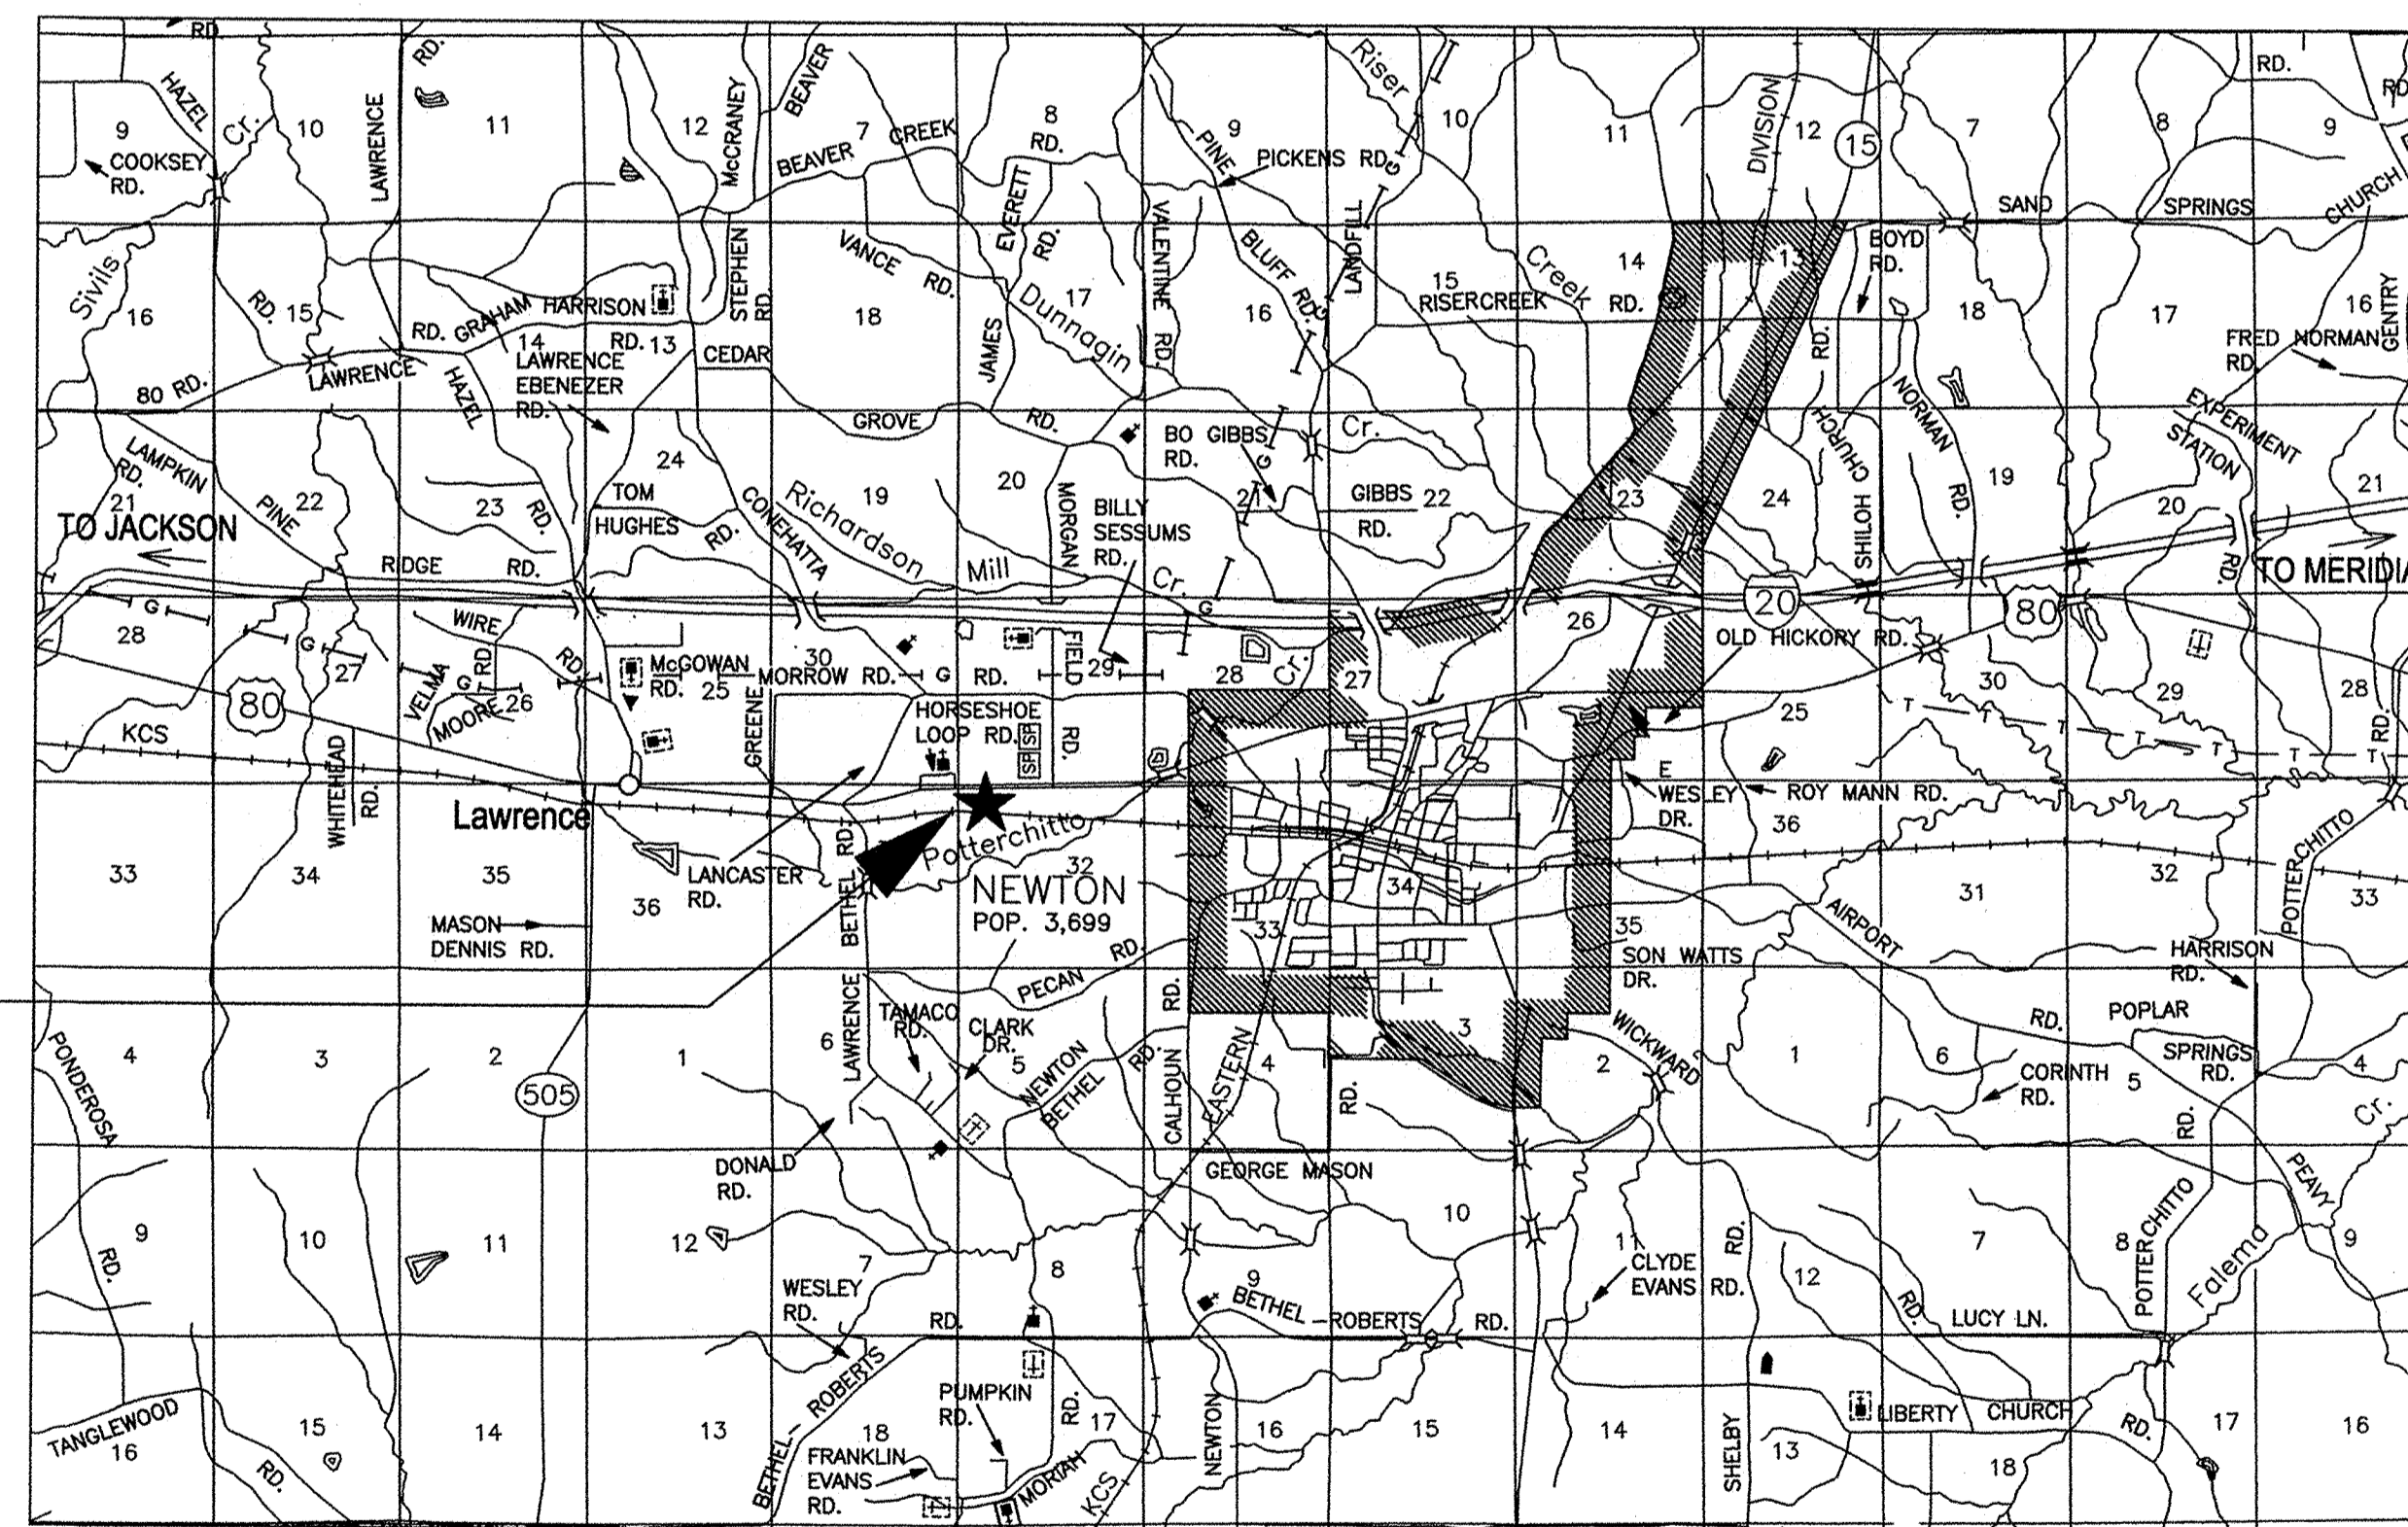 RD.
HAZEL
Cr.
LAWRENCE
RD.
McCRANEY
BEAVER
Riser
DIVISION
15
RD.
9
10
11
12
7
8
9
10
11
12
7
8
9
COOKSEY
RD.
BEAVER
CREEK
RD.
PINE
PICKENS RD.
G
SAND
SPRINGS
CHURCH
Sivils
16
RD.
15
STEPHEN
RD.
VANCE
RD.
EVERETT
RD.
17
VALENTINE
RD.
BLUFF RD.
G
LANDFILL
Creek
14
13
BOYD
RD.
GENTRY
16
15
RISERCREEK
RD.
18
17
16
18
RD.
GRAHAM
HARRISON
14
RD.
13
LAWRENCE
EBENEZER
RD.
CEDAR
JAMES
Dunnagin
RD.
FRED NORMAN
RD.
80 RD.
LAWRENCE
HAZEL
RD.
GROVE
RD.
Cr.
CHURCH
NORMAN
RD.
EXPERIMENT
STATION
RD.
LAMPKIN
RD.
PINE
21
22
23
24
TOM
HUGHES
RD.
CONEHATTA
Richardson
19
20
MORGAN
BO GIBBS
RD.
G
21
GIBBS
RD.
22
23
24
SHILOH
19
20
21
TO JACKSON
BILLY
SESSUMS
RD.
RIDGE
RD.
Mill
Cr.
TO MERIDIA
G
28
G
27
WIRE
RD.
20
80
26
OLD HICKORY RD.
VELMA
MOORE
RD.
G
26
McGOWAN
RD.
25
30
MORROW RD.
G
RD.
FIELD
RD.
29
G
28
Cr.
27
30
29
28
80
KCS
WHITEHEAD
RD.
GREENE
HORSESHOE
LOOP RD.
SP
SP
25
T
T
T
T
T
T
T
RD.
Lawrence
E
WESLEY
DR.
ROY MANN RD.
36
Potterchitto
33
34
35
36
LANCASTER
RD.
BETHEL RD.
32
NEWTON
POP. 3,699
34
33
35
31
32
33
POTTERCHITTO
MASON
DENNIS RD.
PECAN
RD.
RD.
SON WATTS
DR.
AIRPORT
RD.
HARRISON
RD.
LAWRENCE
TAMACO
RD.
CLARK
DR.
POPLAR
SPRINGS
RD.
PONDEROSA
RD.
4
3
2
1
6
5
NEWTON
BETHEL
RD.
CALHOUN
EASTERN
4
3
RD.
2
WICKWARD
1
6
CORINTH
RD.
5
4
Cr.
505
RD.
DONALD
RD.
GEORGE MASON
PEAVY
9
10
11
12
7
8
9
10
11
CLYDE
EVANS RD.
RD.
12
RD.
7
8
POTTERCHITTO
Falema
9
WESLEY
RD.
RD.
BETHEL
ROBERTS
RD.
LUCY LN.
BETHEL
ROBERTS
PUMPKIN
RD.
RD.
TANGLEWOOD
RD.
16
15
14
13
18
17
16
15
14
LIBERTY
CHURCH
RD.
17
16
FRANKLIN
EVANS
RD.
MORIAH
KCS
NEWTON
SHELBY
13
18